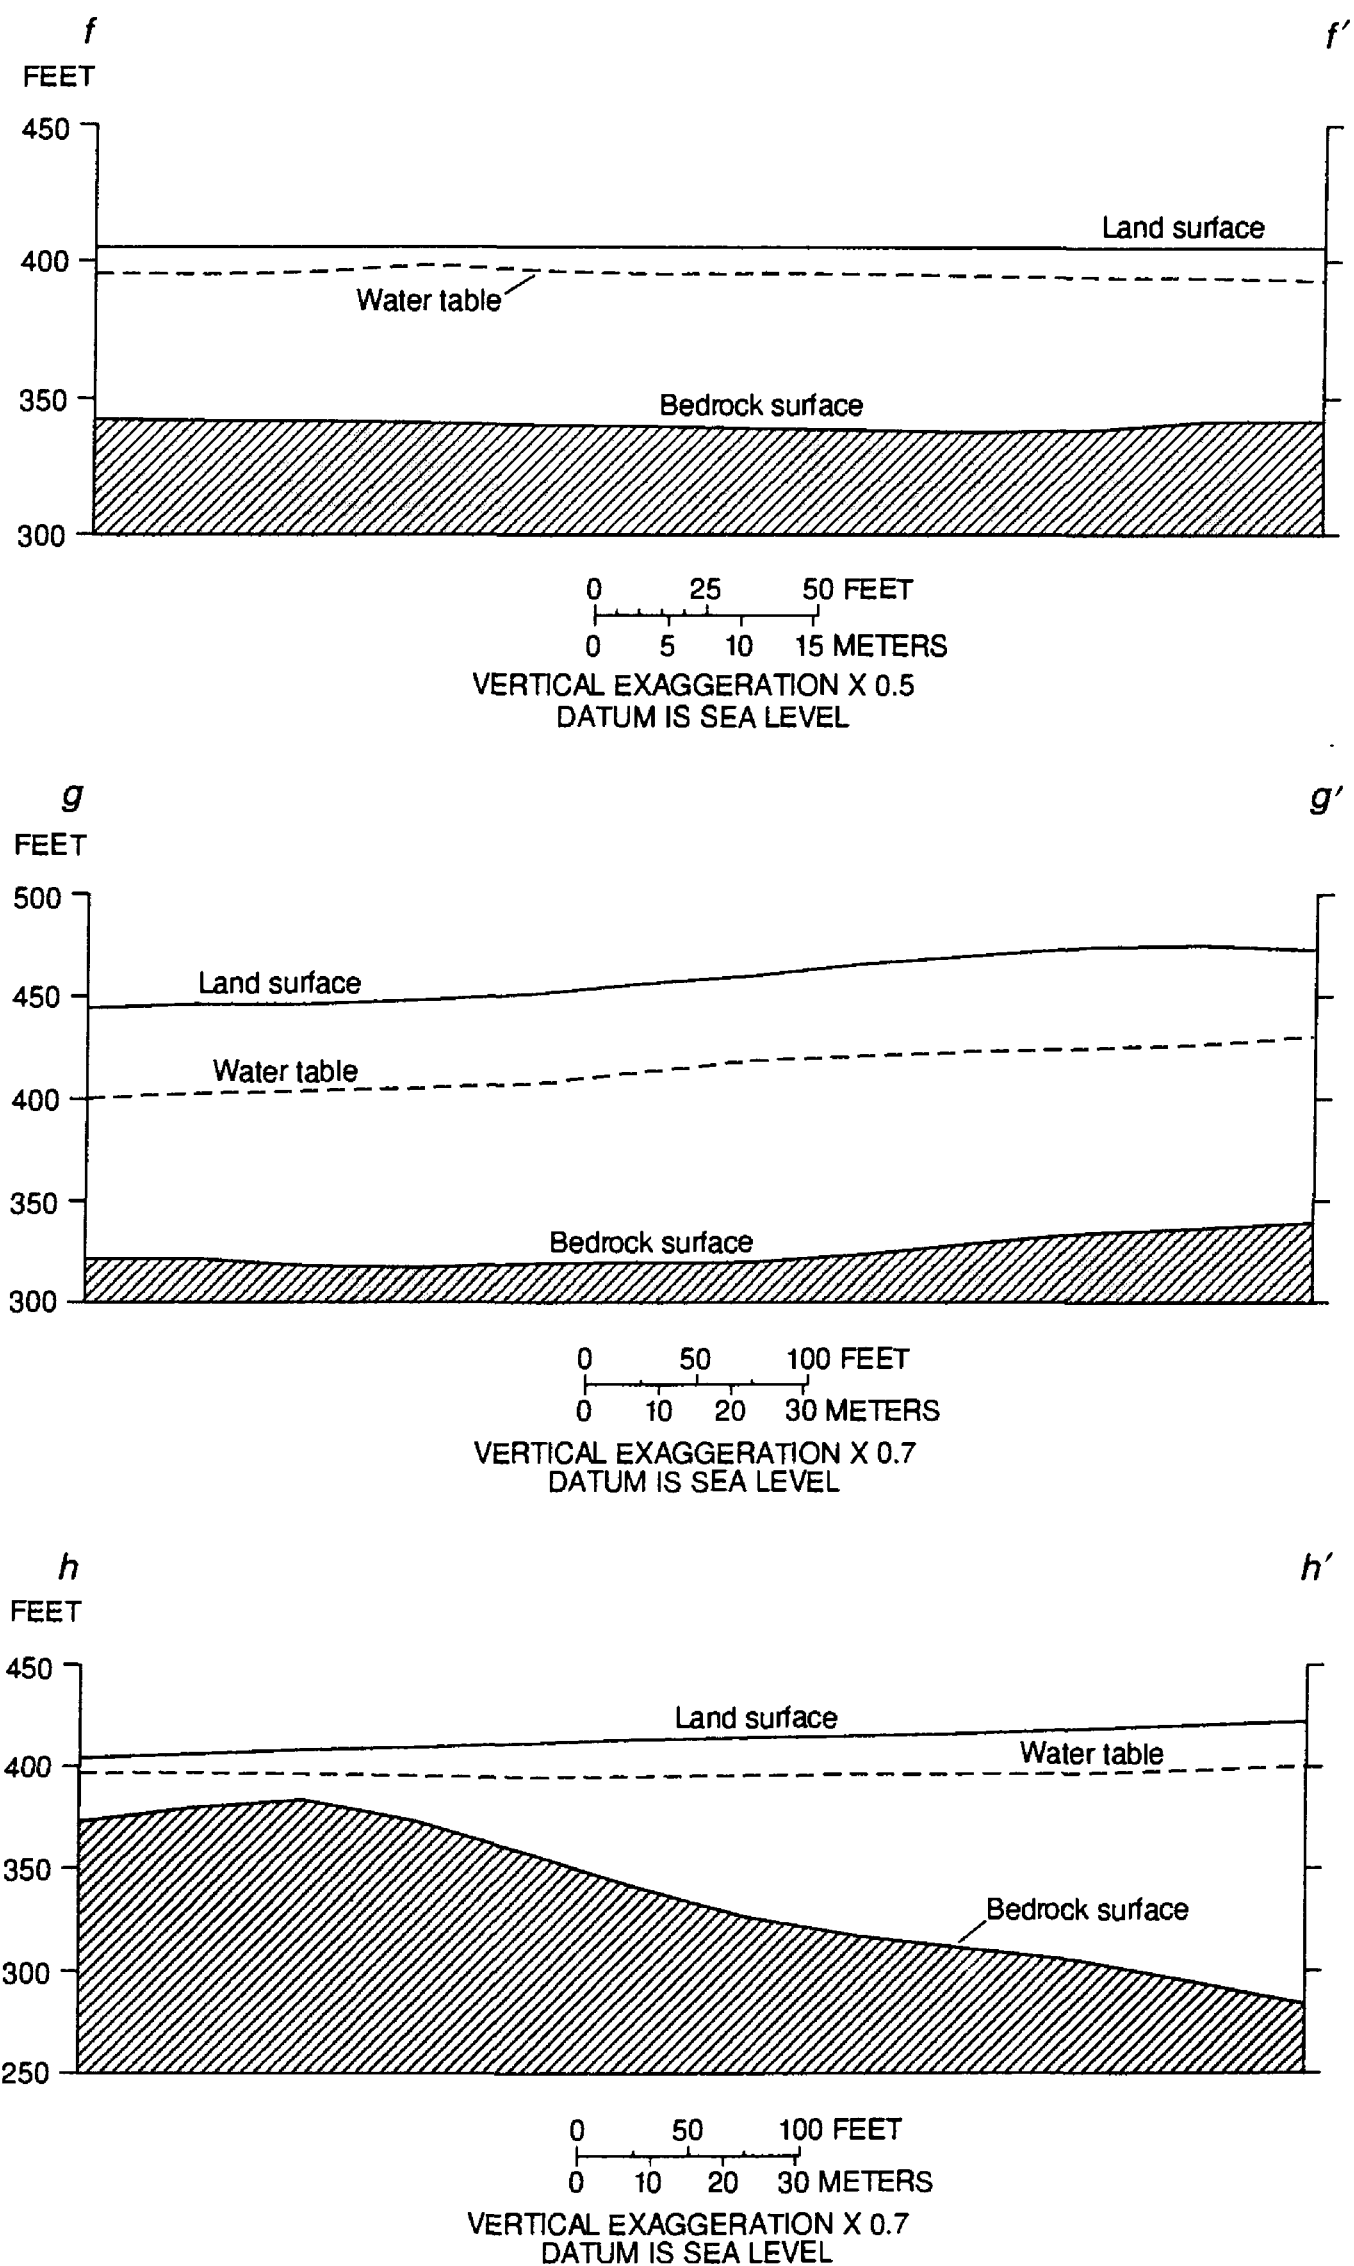 f f′
FEET
450
Land surface
400
Water table
350
Bedrock surface
300
0 25 50 FEET
0 5 10 15 METERS
VERTICAL EXAGGERATION X 0.5
DATUM IS SEA LEVEL
g g′
FEET
500
Land surface
450
Water table
400
350
Bedrock surface
300
0 50 100 FEET
0 10 20 30 METERS
VERTICAL EXAGGERATION X 0.7
DATUM IS SEA LEVEL
h h′
FEET
450
Land surface
Water table
400
350
Bedrock surface
300
250
0 50 100 FEET
0 10 20 30 METERS
VERTICAL EXAGGERATION X 0.7
DATUM IS SEA LEVEL